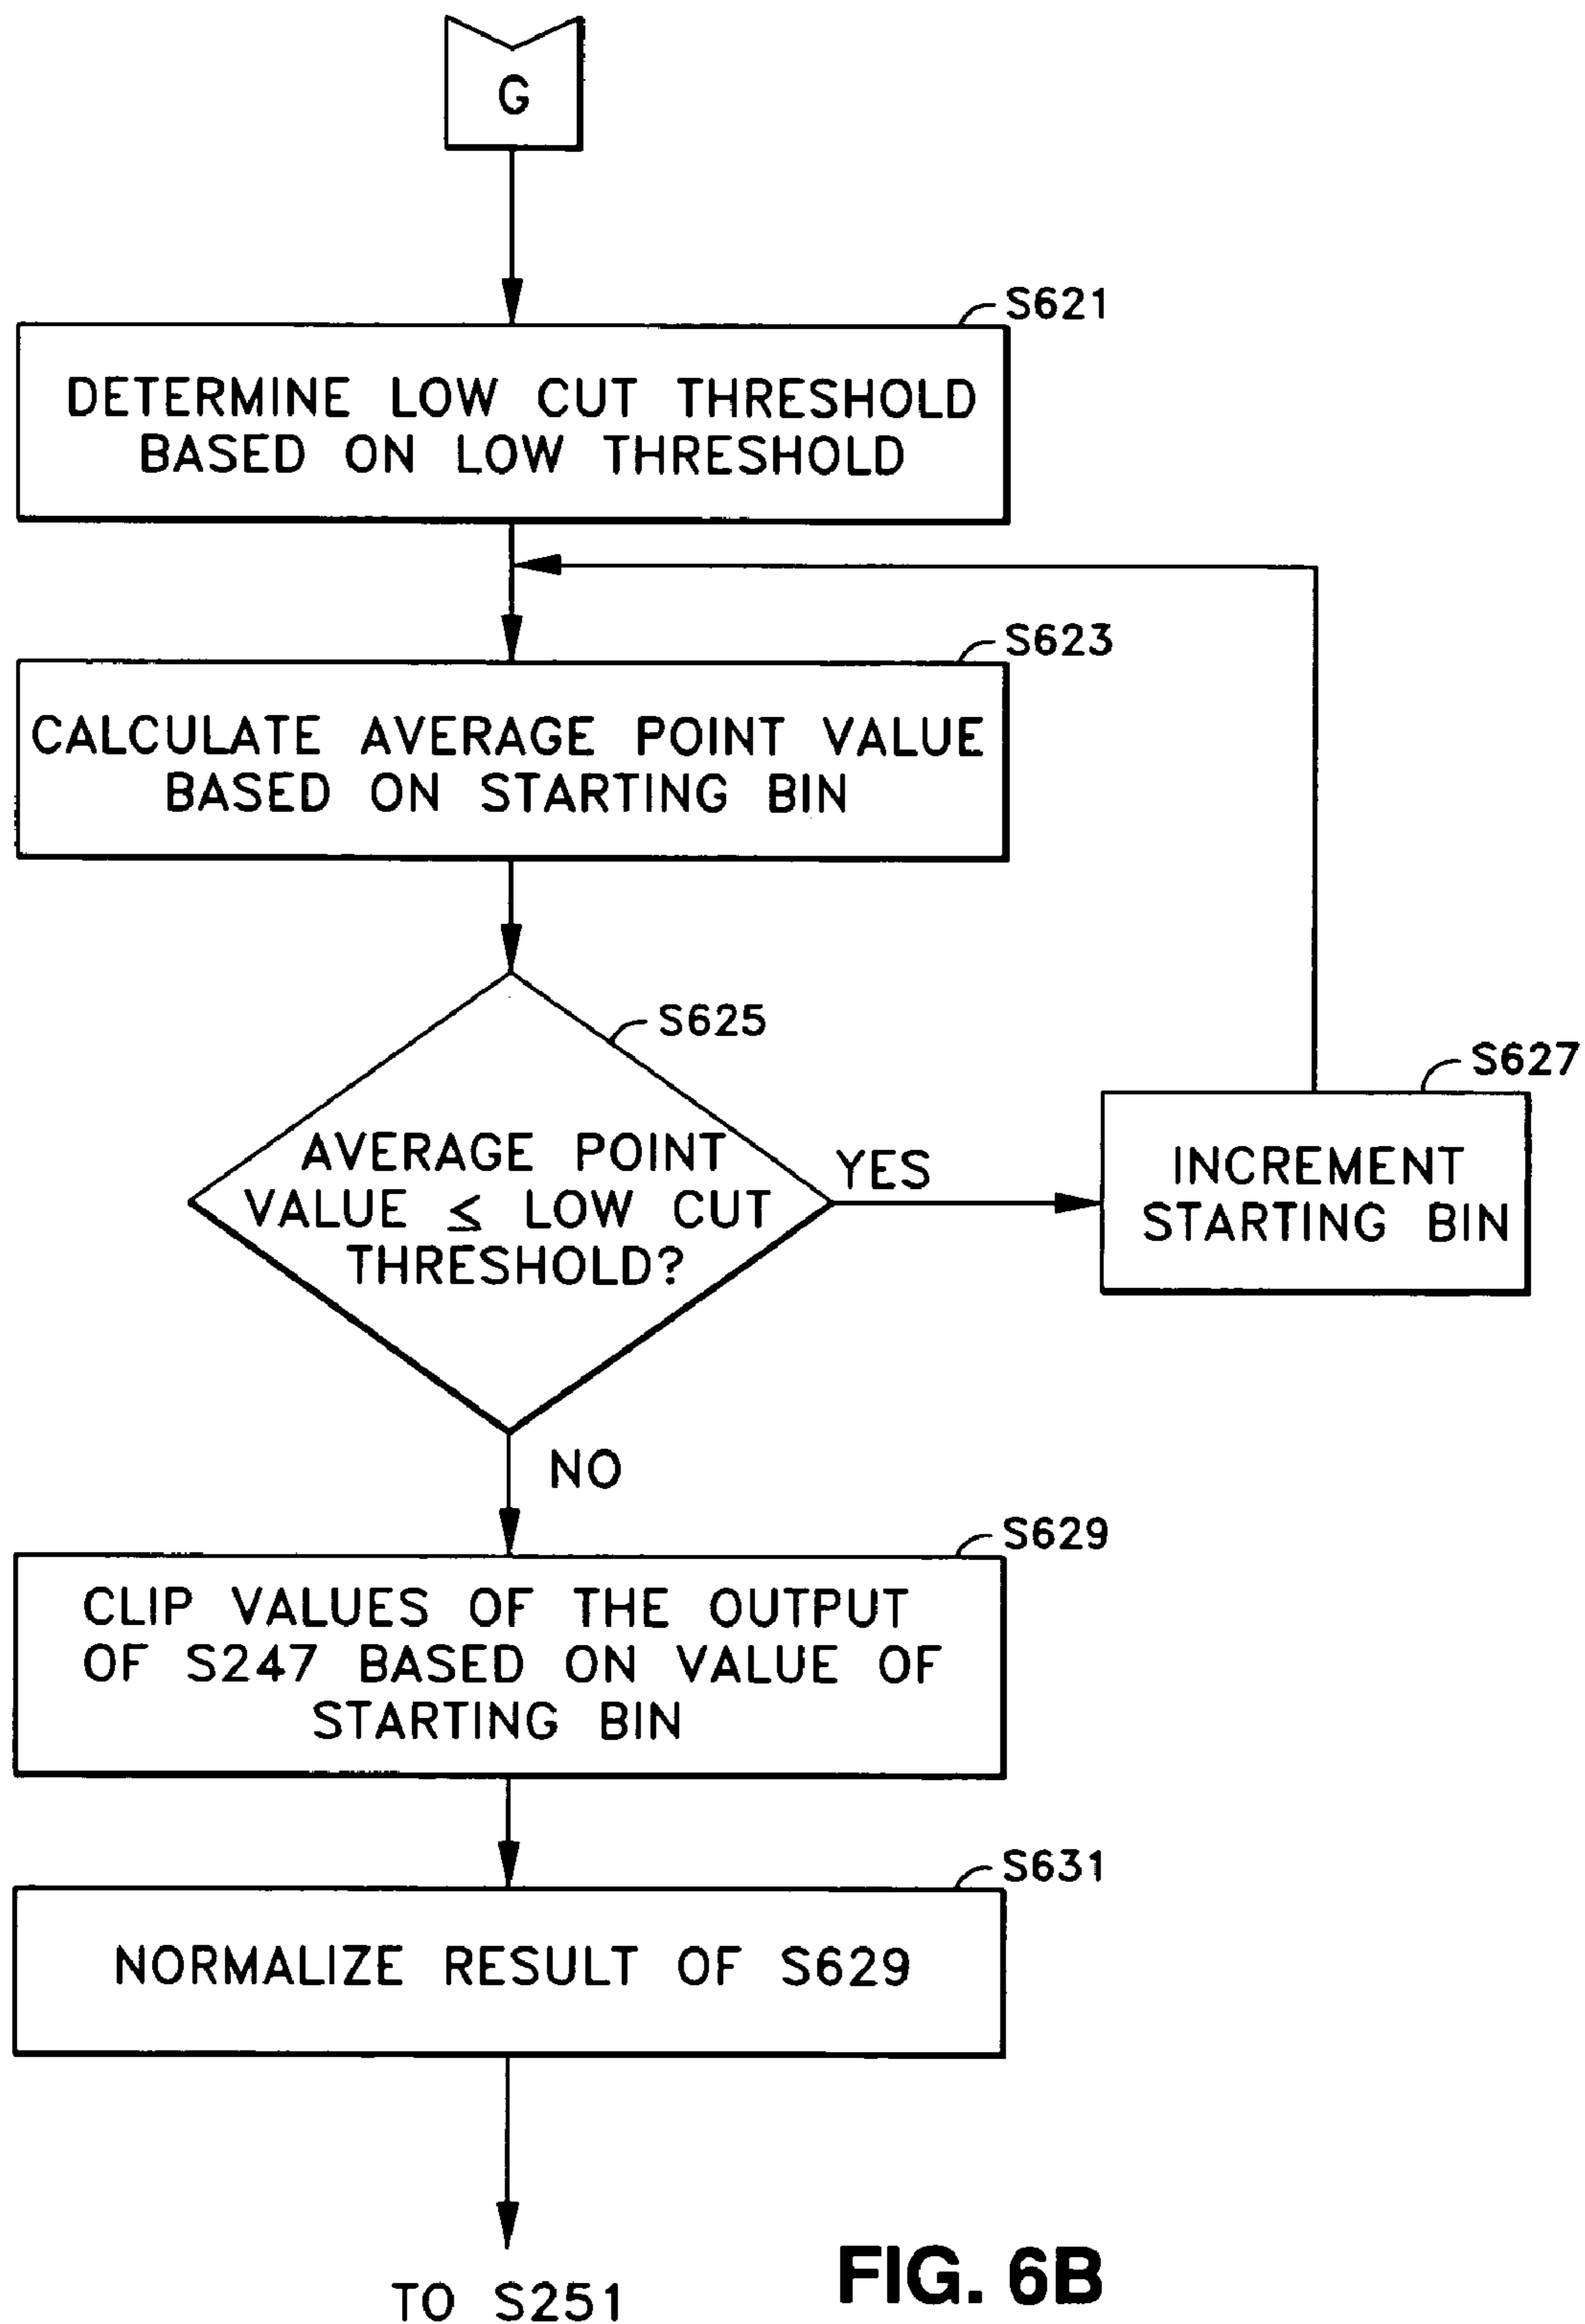 G
S621
DETERMINE LOW CUT THRESHOLD
BASED ON LOW THRESHOLD
S623
CALCULATE AVERAGE POINT VALUE
BASED ON STARTING BIN
S625
AVERAGE POINT
VALUE ≤ LOW CUT
THRESHOLD?
YES
S627
INCREMENT
STARTING BIN
NO
S629
CLIP VALUES OF THE OUTPUT
OF S247 BASED ON VALUE OF
STARTING BIN
S631
NORMALIZE RESULT OF S629
TO S251
FIG. 6B